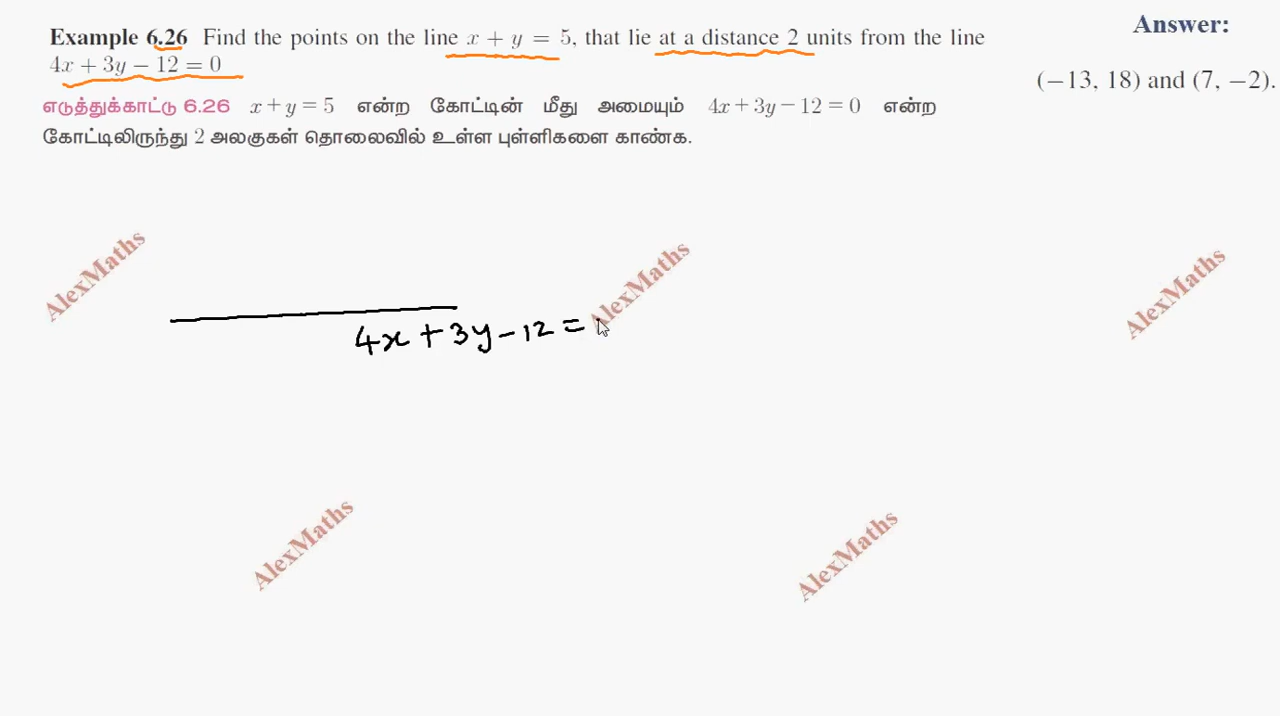 Example 6.26 Find the points on the line x + y = 5, that lie at a distance 2 units from the line
4x + 3y − 12 = 0
எடுத்துக்காட்டு 6.26 x + y = 5 என்ற கோட்டின் மீது அமையும் 4x + 3y − 12 = 0 என்ற
கோட்டிலிருந்து 2 அலகுகள் தொலைவில் உள்ள புள்ளிகளை காண்க.
Answer:
(−13, 18) and (7, −2).
AlexMaths
AlexMaths
AlexMaths
4x + 3y − 12 =
AlexMaths
AlexMaths